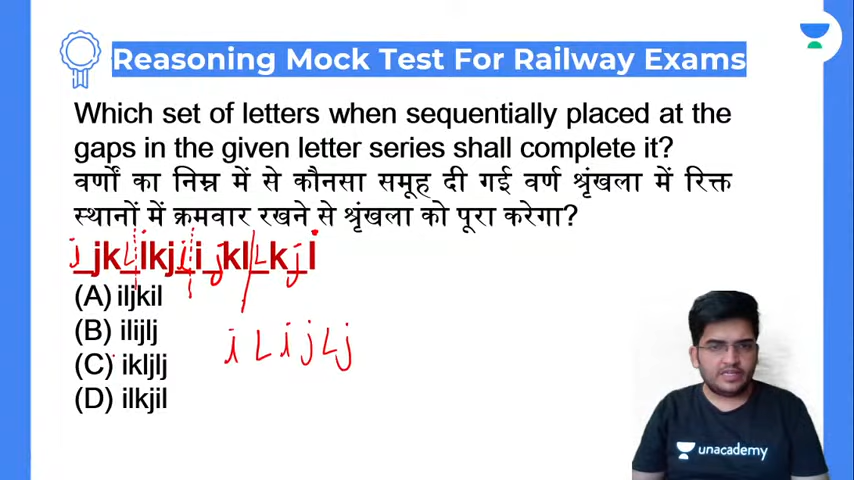 Reasoning Mock Test For Railway Exams
Which set of letters when sequentially placed at the
gaps in the given letter series shall complete it?
वर्णों का निम्न में से कौनसा समूह दी गई वर्ण श्रृंखला में रिक्त
स्थानों में क्रमवार रखने से श्रृंखला को पूरा करेगा?
_jk_lkj_i_kl_k_i
(A) iljkil
(B) ilijlj
i L i j L j
(C) ikljlj
(D) ilkjil
unacademy